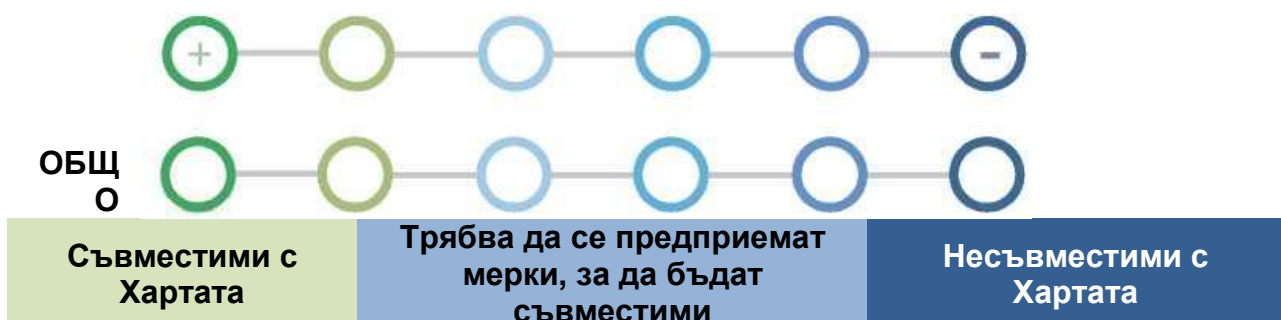 + -
ОБЩ
О
Съвместими с
Хартата
Трябва да се предприемат
мерки, за да бъдат
съвместими
Несъвместими с
Хартата